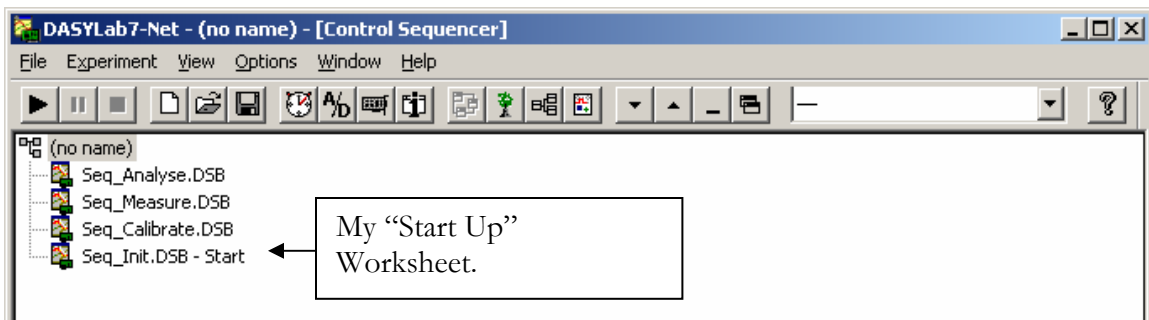 DASYLab7-Net - (no name) - [Control Sequencer]
File Experiment View Options Window Help
A/D
—
?
(no name)
Seq_Analyse.DSB
Seq_Measure.DSB
Seq_Calibrate.DSB
Seq_Init.DSB - Start
My “Start Up”
Worksheet.